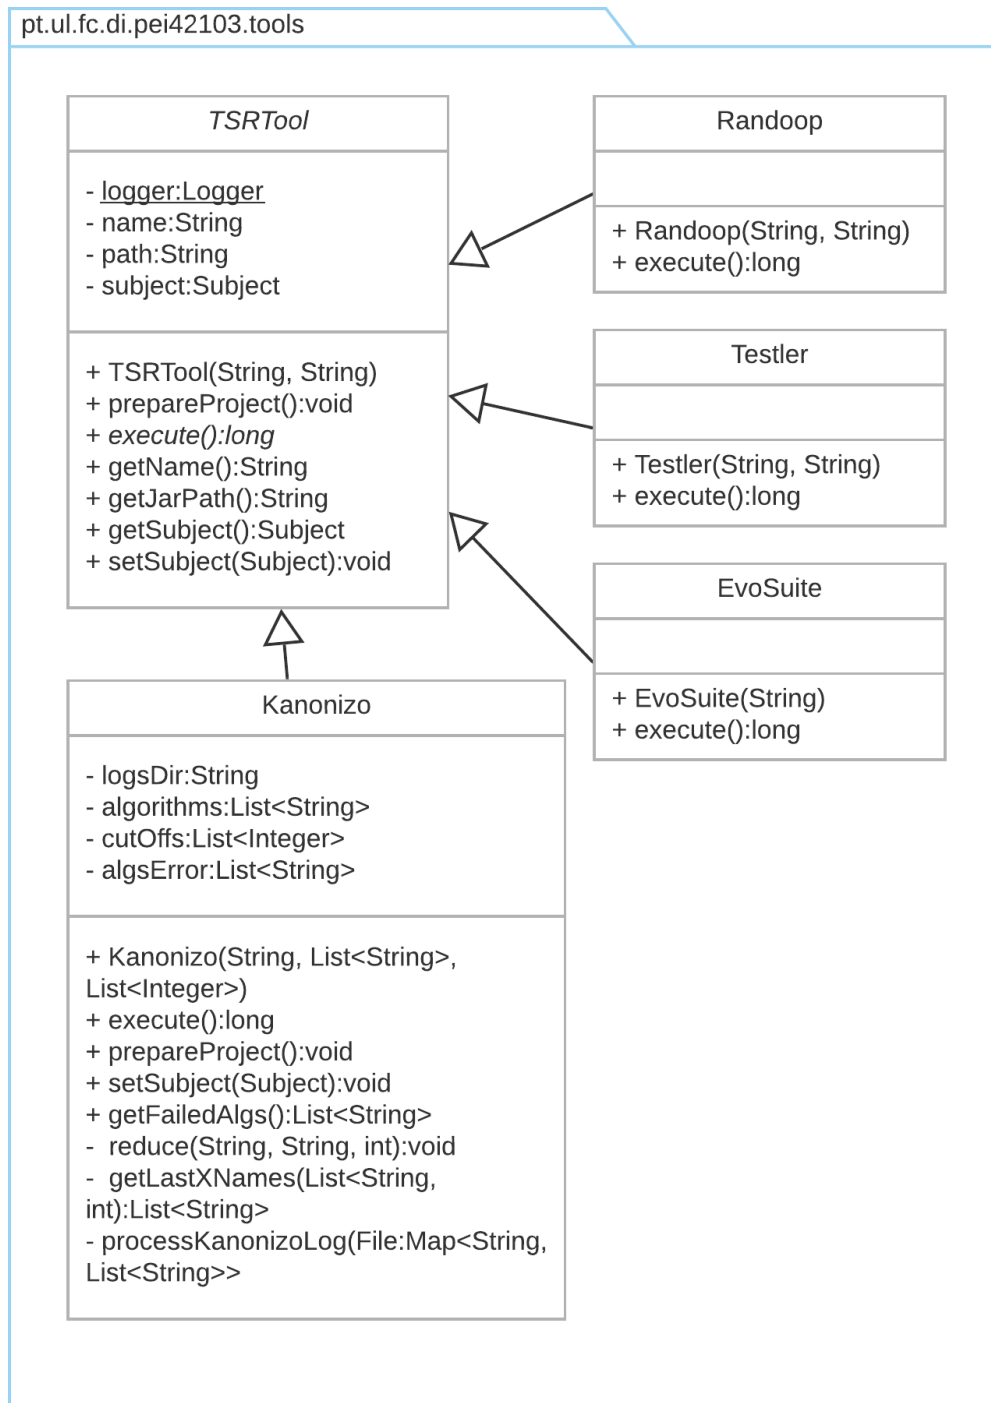 pt.ul.fc.di.pei42103.tools
TSRTool
- logger:Logger
- name:String
- path:String
- subject:Subject
+ TSRTool(String, String)
+ prepareProject():void
+ execute():long
+ getName():String
+ getJarPath():String
+ getSubject():Subject
+ setSubject(Subject):void
Randoop
+ Randoop(String, String)
+ execute():long
Testler
+ Testler(String, String)
+ execute():long
EvoSuite
+ EvoSuite(String)
+ execute():long
Kanonizo
- logsDir:String
- algorithms:List<String>
- cutOffs:List<Integer>
- algsError:List<String>
+ Kanonizo(String, List<String>,
List<Integer>)
+ execute():long
+ prepareProject():void
+ setSubject(Subject):void
+ getFailedAlgs():List<String>
- reduce(String, String, int):void
- getLastXNames(List<String,
int):List<String>
- processKanonizoLog(File:Map<String,
List<String>>